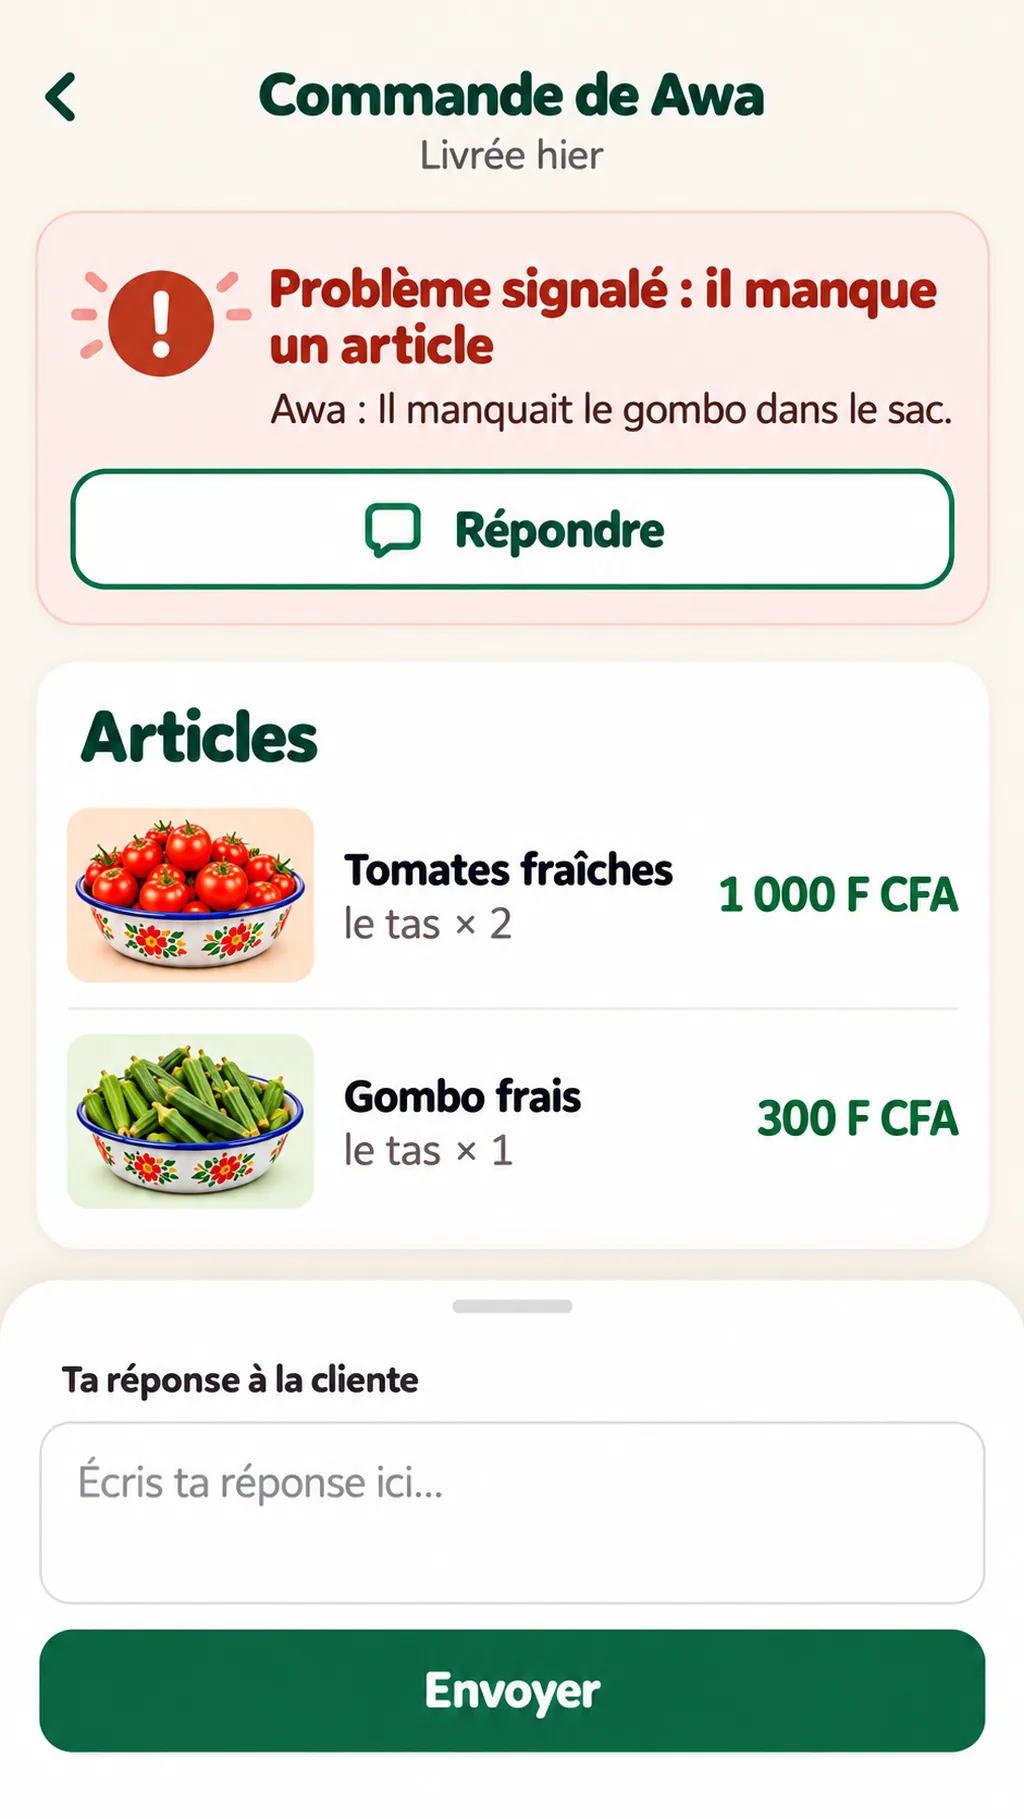 Commande de Awa
Livrée hier
Problème signalé : il manque
un article
Awa : Il manquait le gombo dans le sac.
Répondre
Articles
Tomates fraîches
le tas × 2
1 000 F CFA
Gombo frais
le tas × 1
300 F CFA
Ta réponse à la cliente
Écris ta réponse ici...
Envoyer